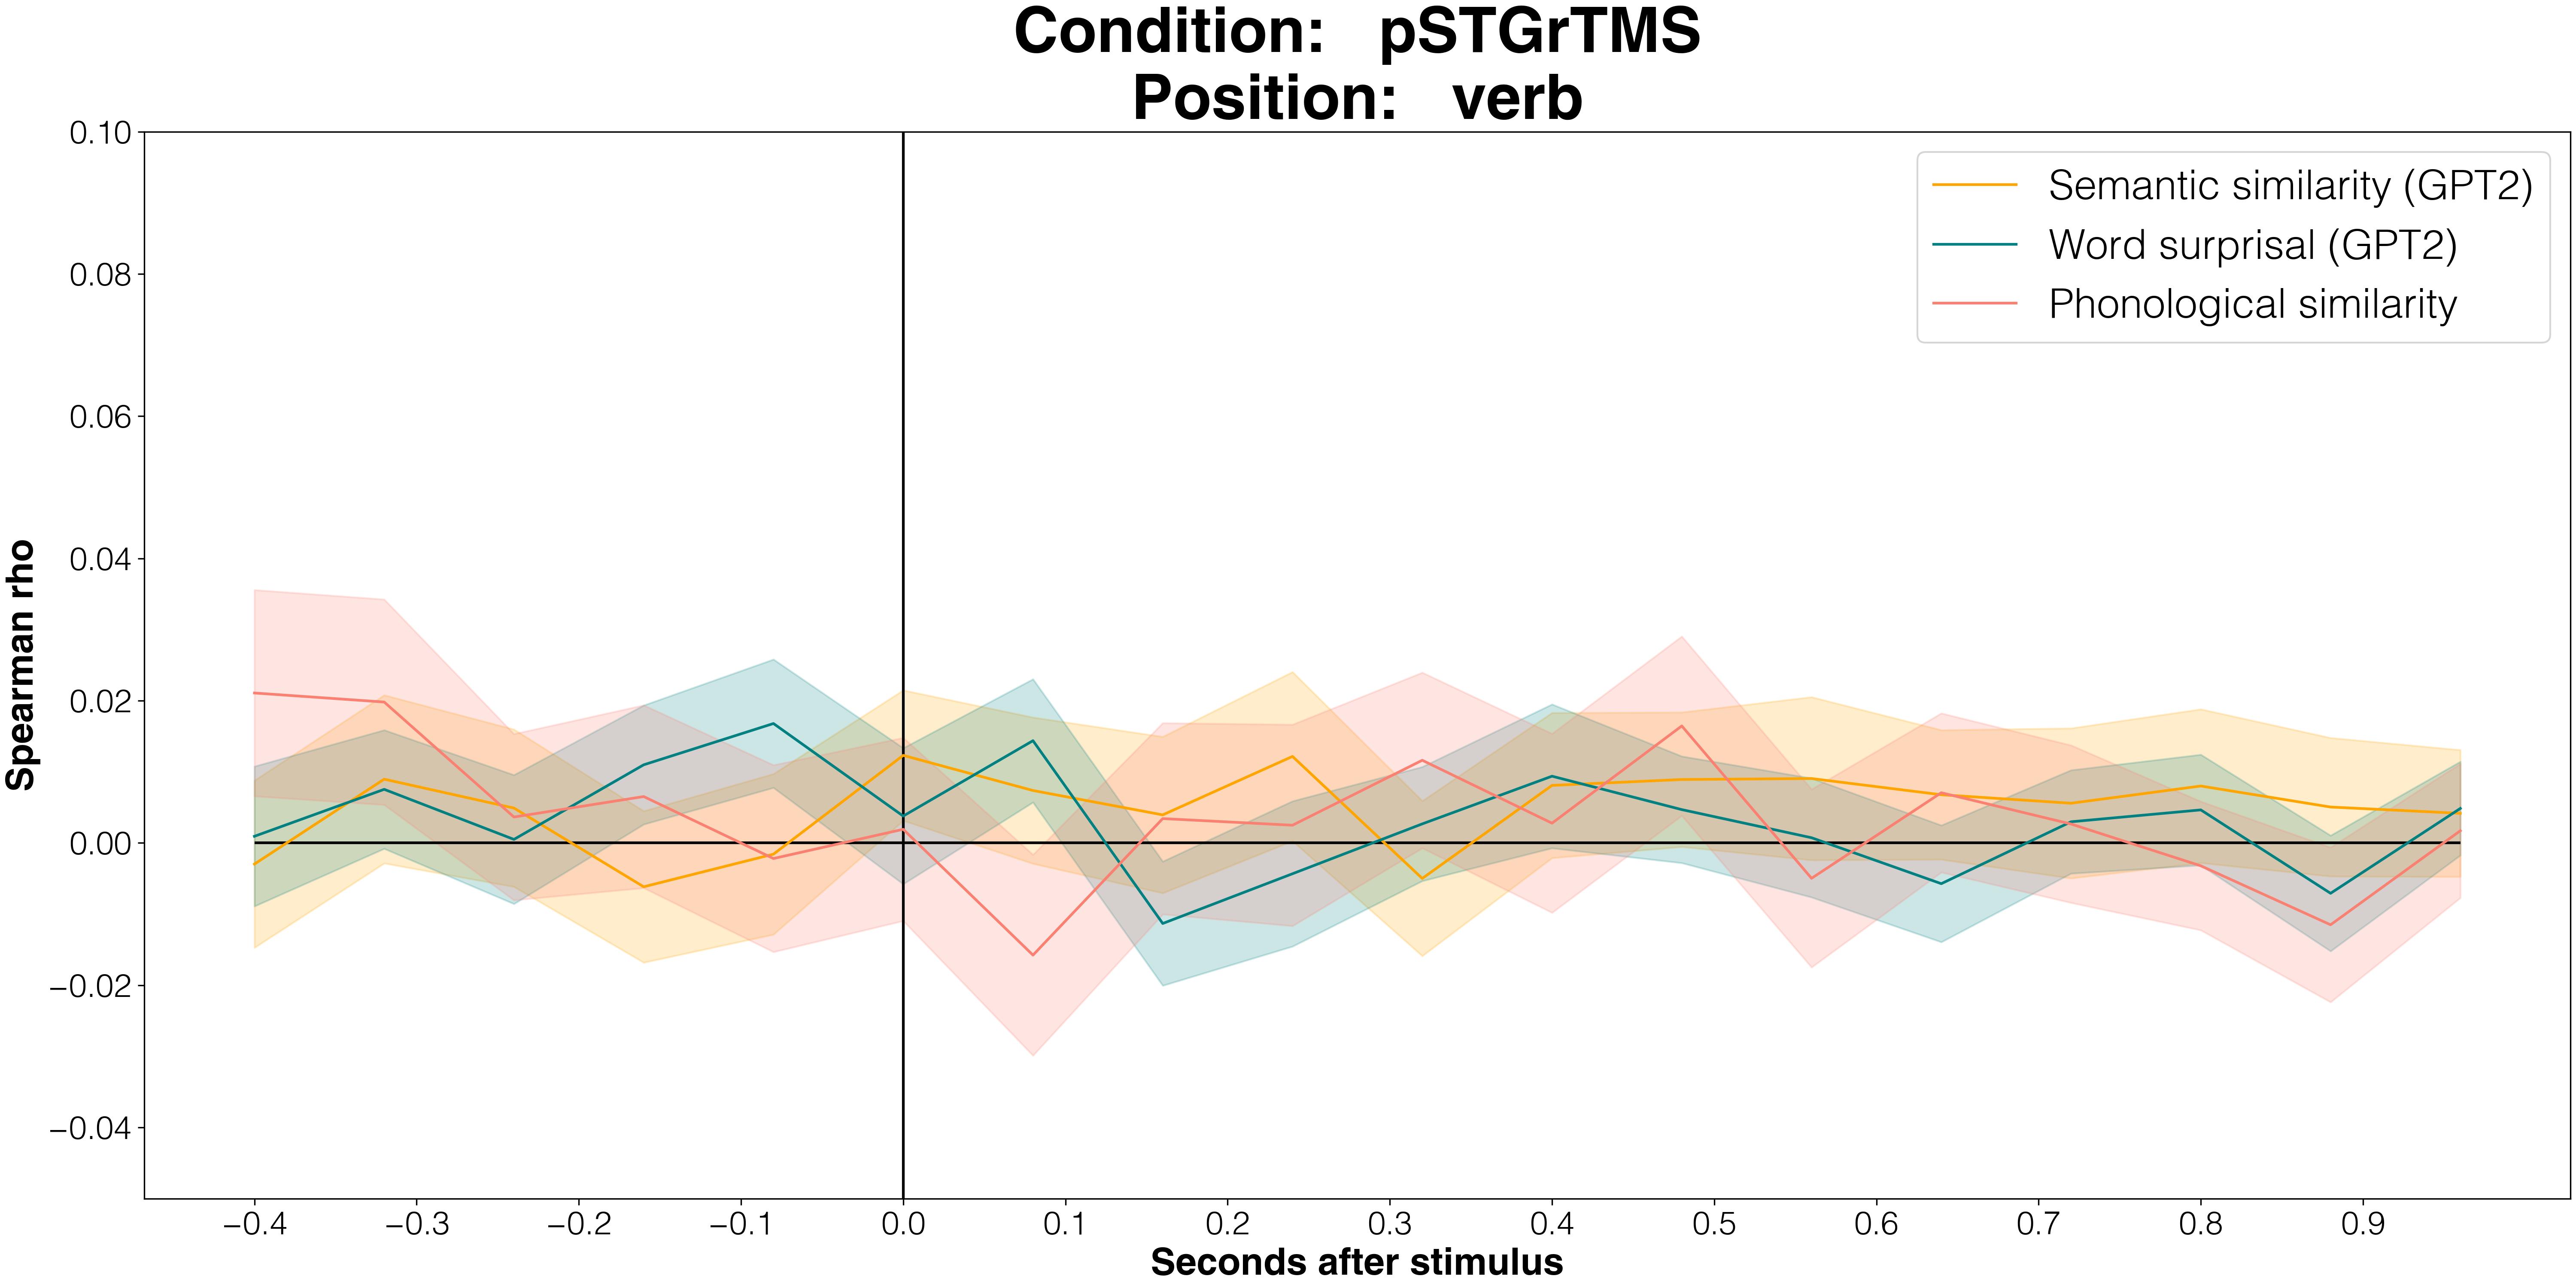 Condition:   pSTGrTMS
Position:   verb
0.10
0.08
0.06
0.04
0.02
0.00
−0.02
−0.04
Spearman rho
Semantic similarity (GPT2)
Word surprisal (GPT2)
Phonological similarity
−0.4 −0.3 −0.2 −0.1 0.0 0.1 0.2 0.3 0.4 0.5 0.6 0.7 0.8 0.9
Seconds after stimulus